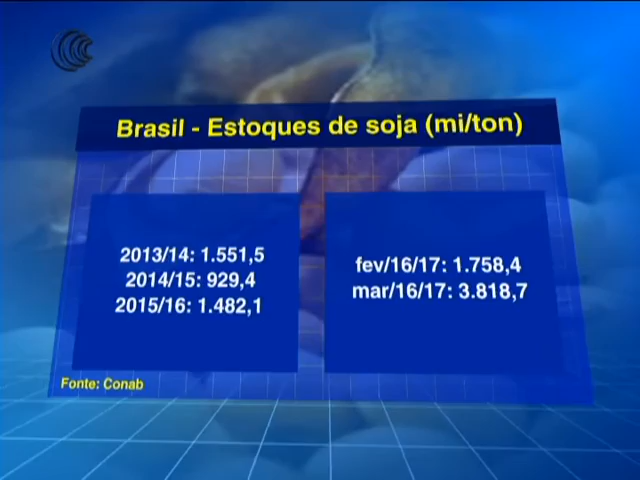 Brasil - Estoques de soja (mi/ton)
2013/14: 1.551,5
2014/15: 929,4
2015/16: 1.482,1
fev/16/17: 1.758,4
mar/16/17: 3.818,7
Fonte: Conab